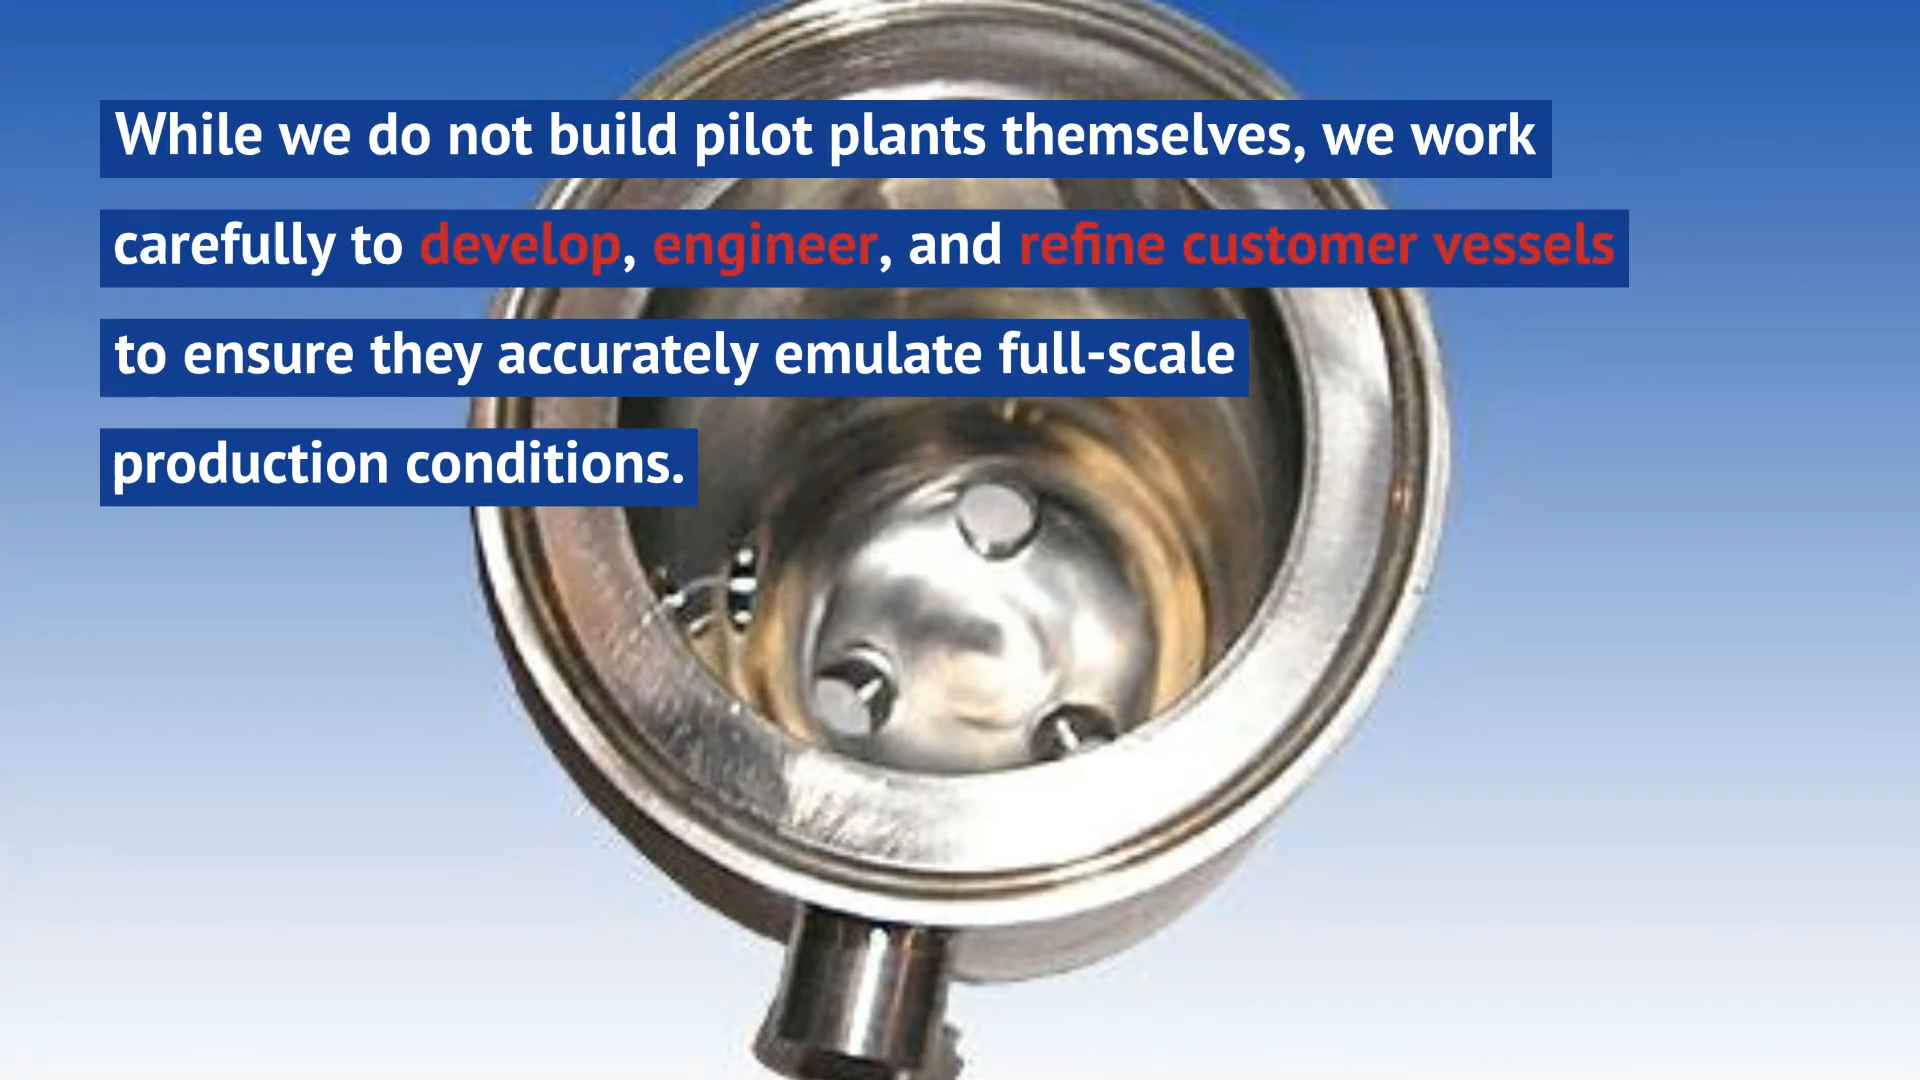 While we do not build pilot plants themselves, we work
carefully to develop, engineer, and refine customer vessels
to ensure they accurately emulate full-scale
production conditions.